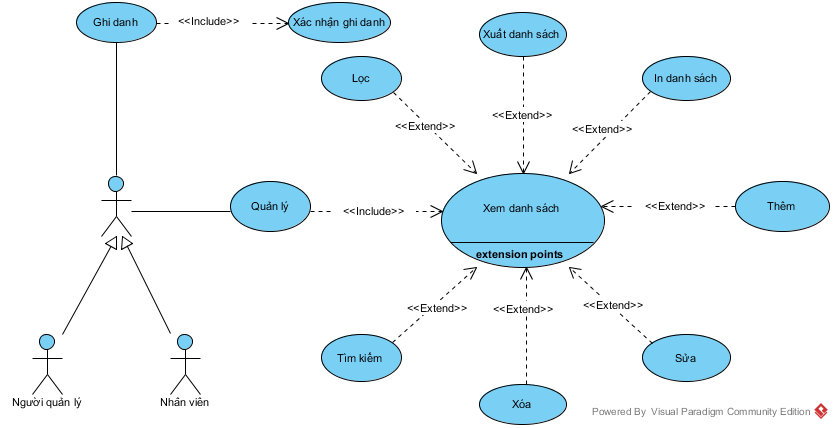 Ghi danh
<<Include>>
Xác nhận ghi danh
Xuất danh sách
Lọc
In danh sách
<<Extend>>
<<Extend>>
<<Extend>>
Quản lý
<<Include>>
Xem danh sách
<<Extend>>
Thêm
extension points
<<Extend>>
<<Extend>>
<<Extend>>
Tìm kiếm
Sửa
Xóa
Người quản lý
Nhân viên
Powered By Visual Paradigm Community Edition